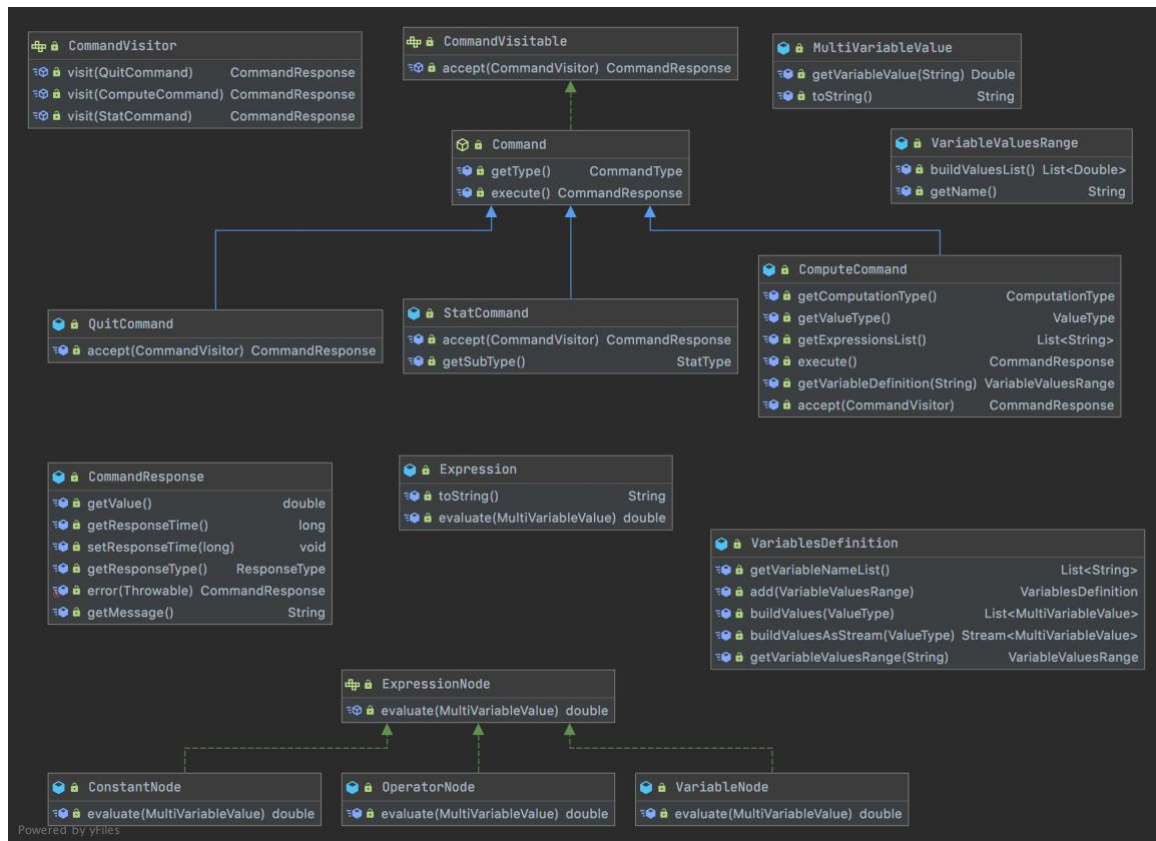 CommandVisitor
visit(QuitCommand) CommandResponse
visit(ComputeCommand) CommandResponse
visit(StatCommand) CommandResponse
CommandVisitable
accept(CommandVisitor) CommandResponse
MultiVariableValue
getVariableValue(String) Double
toString() String
Command
getType() CommandType
execute() CommandResponse
VariableValuesRange
buildValuesList() List<Double>
getName() String
QuitCommand
accept(CommandVisitor) CommandResponse
StatCommand
accept(CommandVisitor) CommandResponse
getSubType() StatType
ComputeCommand
getComputationType() ComputationType
getValueType() ValueType
getExpressionsList() List<String>
execute() CommandResponse
getVariableDefinition(String) VariableValuesRange
accept(CommandVisitor) CommandResponse
CommandResponse
getValue() double
getResponseTime() long
setResponseTime(long) void
getResponseType() ResponseType
error(Throwable) CommandResponse
getMessage() String
Expression
toString() String
evaluate(MultiVariableValue) double
VariablesDefinition
getVariableNameList() List<String>
add(VariableValuesRange) VariablesDefinition
buildValues(ValueType) List<MultiVariableValue>
buildValuesAsStream(ValueType) Stream<MultiVariableValue>
getVariableValuesRange(String) VariableValuesRange
ExpressionNode
evaluate(MultiVariableValue) double
ConstantNode
evaluate(MultiVariableValue) double
OperatorNode
evaluate(MultiVariableValue) double
VariableNode
evaluate(MultiVariableValue) double
Powered by yFiles